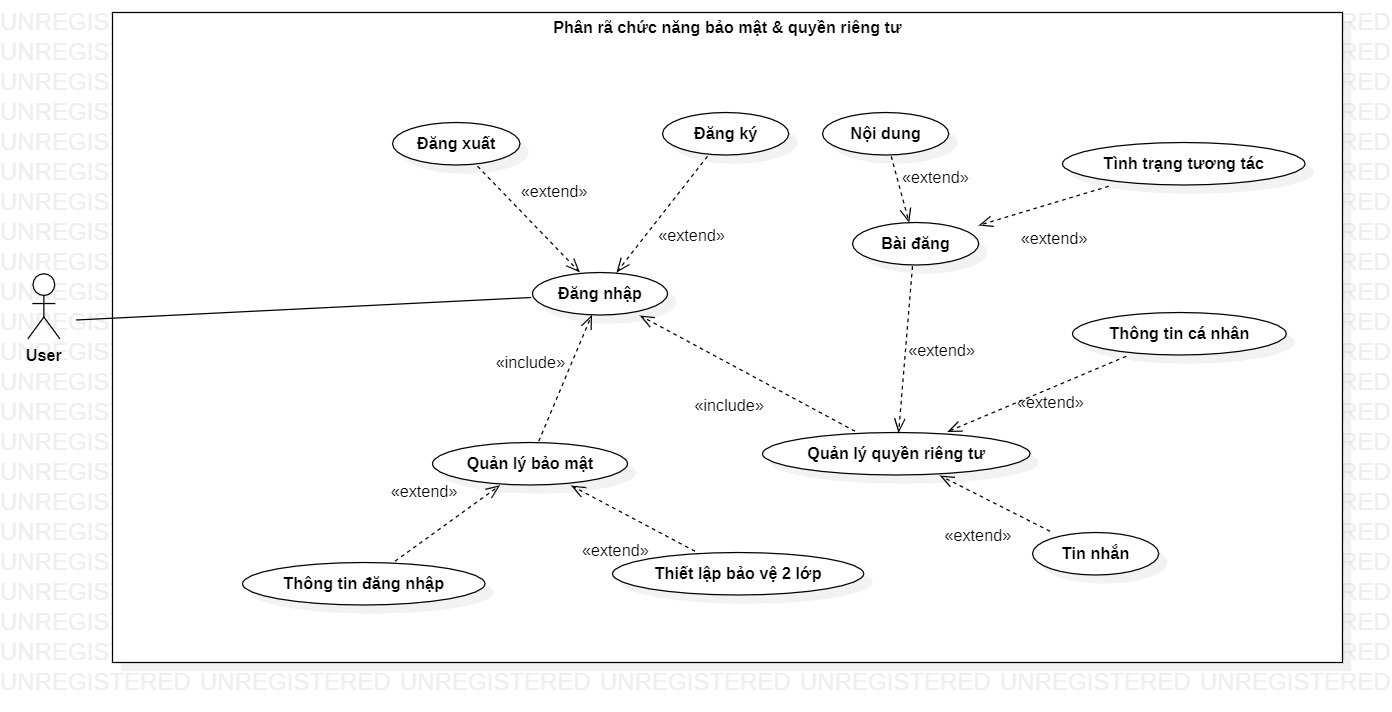 Phân rã chức năng bảo mật & quyền riêng tư
Đăng xuất
Đăng ký
Nội dung
Tình trạng tương tác
«extend»
«extend»
«extend»
«extend»
Bài đăng
Đăng nhập
User
«include»
«extend»
Thông tin cá nhân
«include»
«extend»
Quản lý bảo mật
Quản lý quyền riêng tư
«extend»
«extend»
«extend»
Tin nhắn
Thông tin đăng nhập
Thiết lập bảo vệ 2 lớp
UNREGISTERED UNREGISTERED UNREGISTERED UNREGISTERED UNREGISTERED UNREGISTERED UNREGISTERED